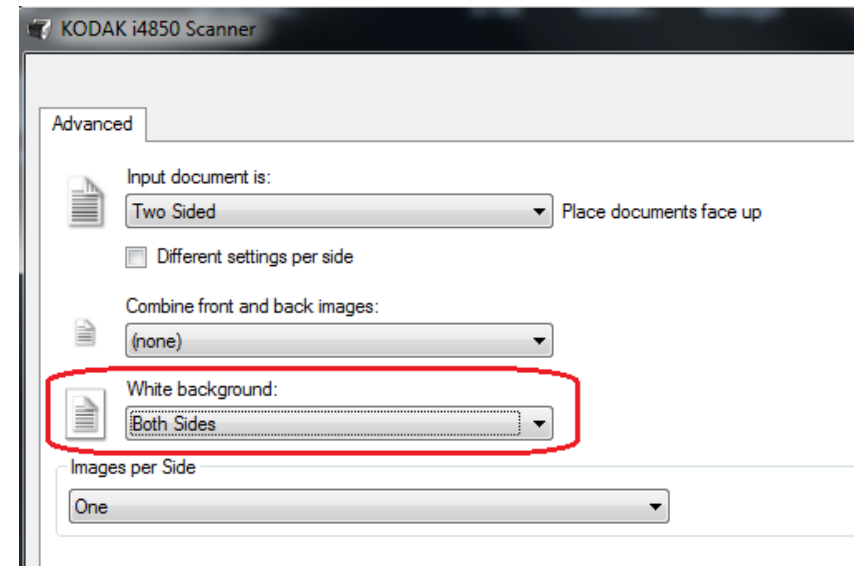 KODAK i4850 Scanner
Advanced
Input document is:
Two Sided Place documents face up
Different settings per side
Combine front and back images:
(none)
White background:
Both Sides
Images per Side
One